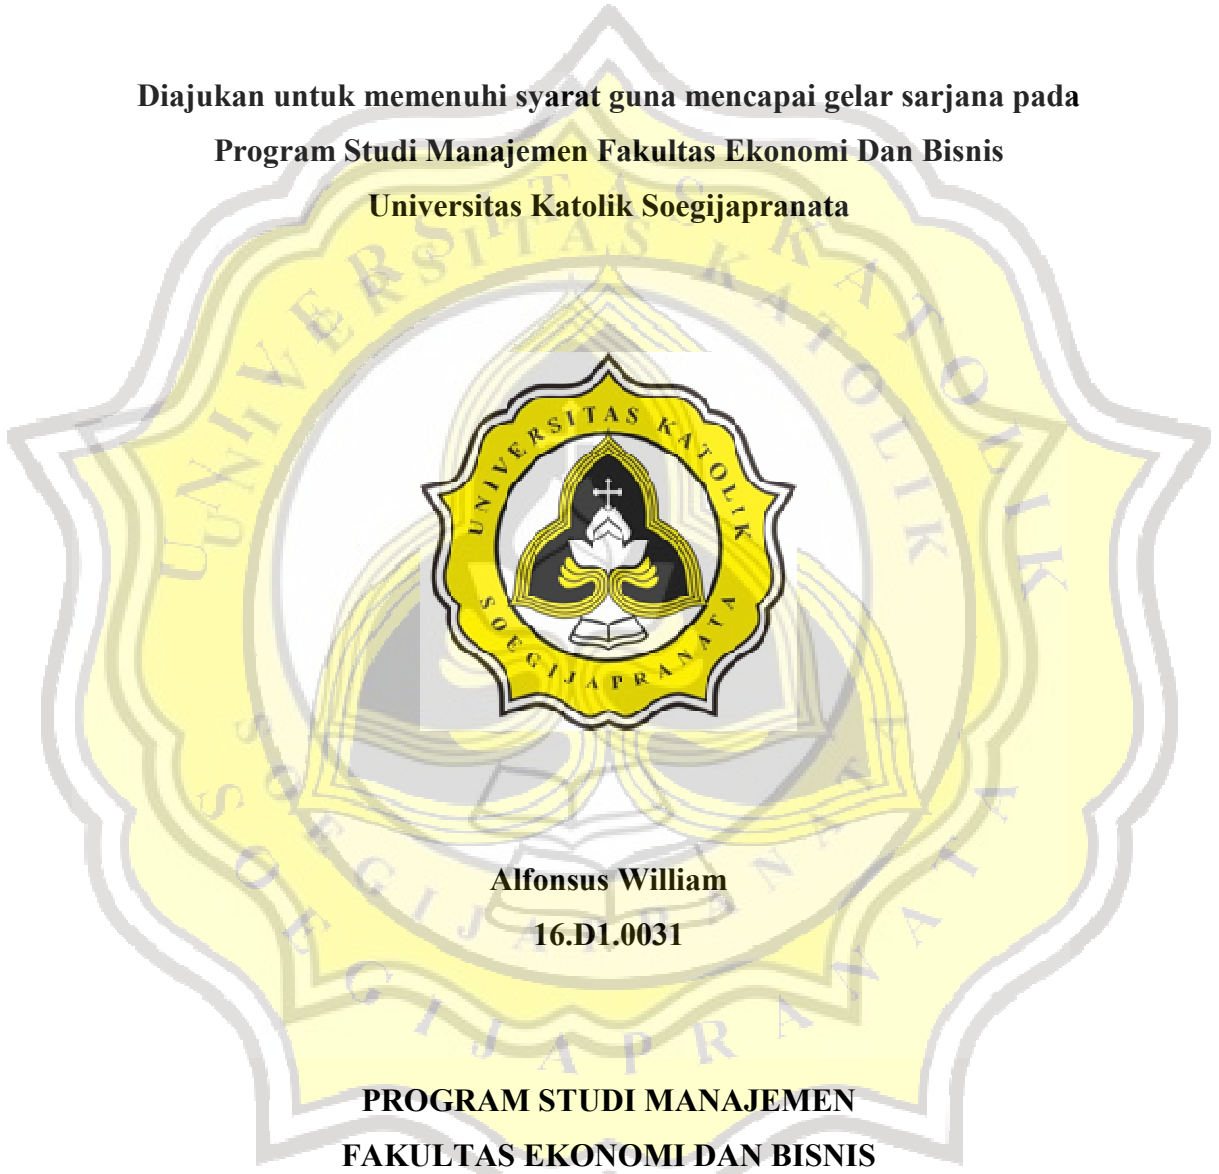 Diajukan untuk memenuhi syarat guna mencapai gelar sarjana pada
Program Studi Manajemen Fakultas Ekonomi Dan Bisnis
Universitas Katolik Soegijapranata
UNIVERSITAS KATOLIK
SOEGIJAPRANATA
Alfonsus William
16.D1.0031
PROGRAM STUDI MANAJEMEN
FAKULTAS EKONOMI DAN BISNIS